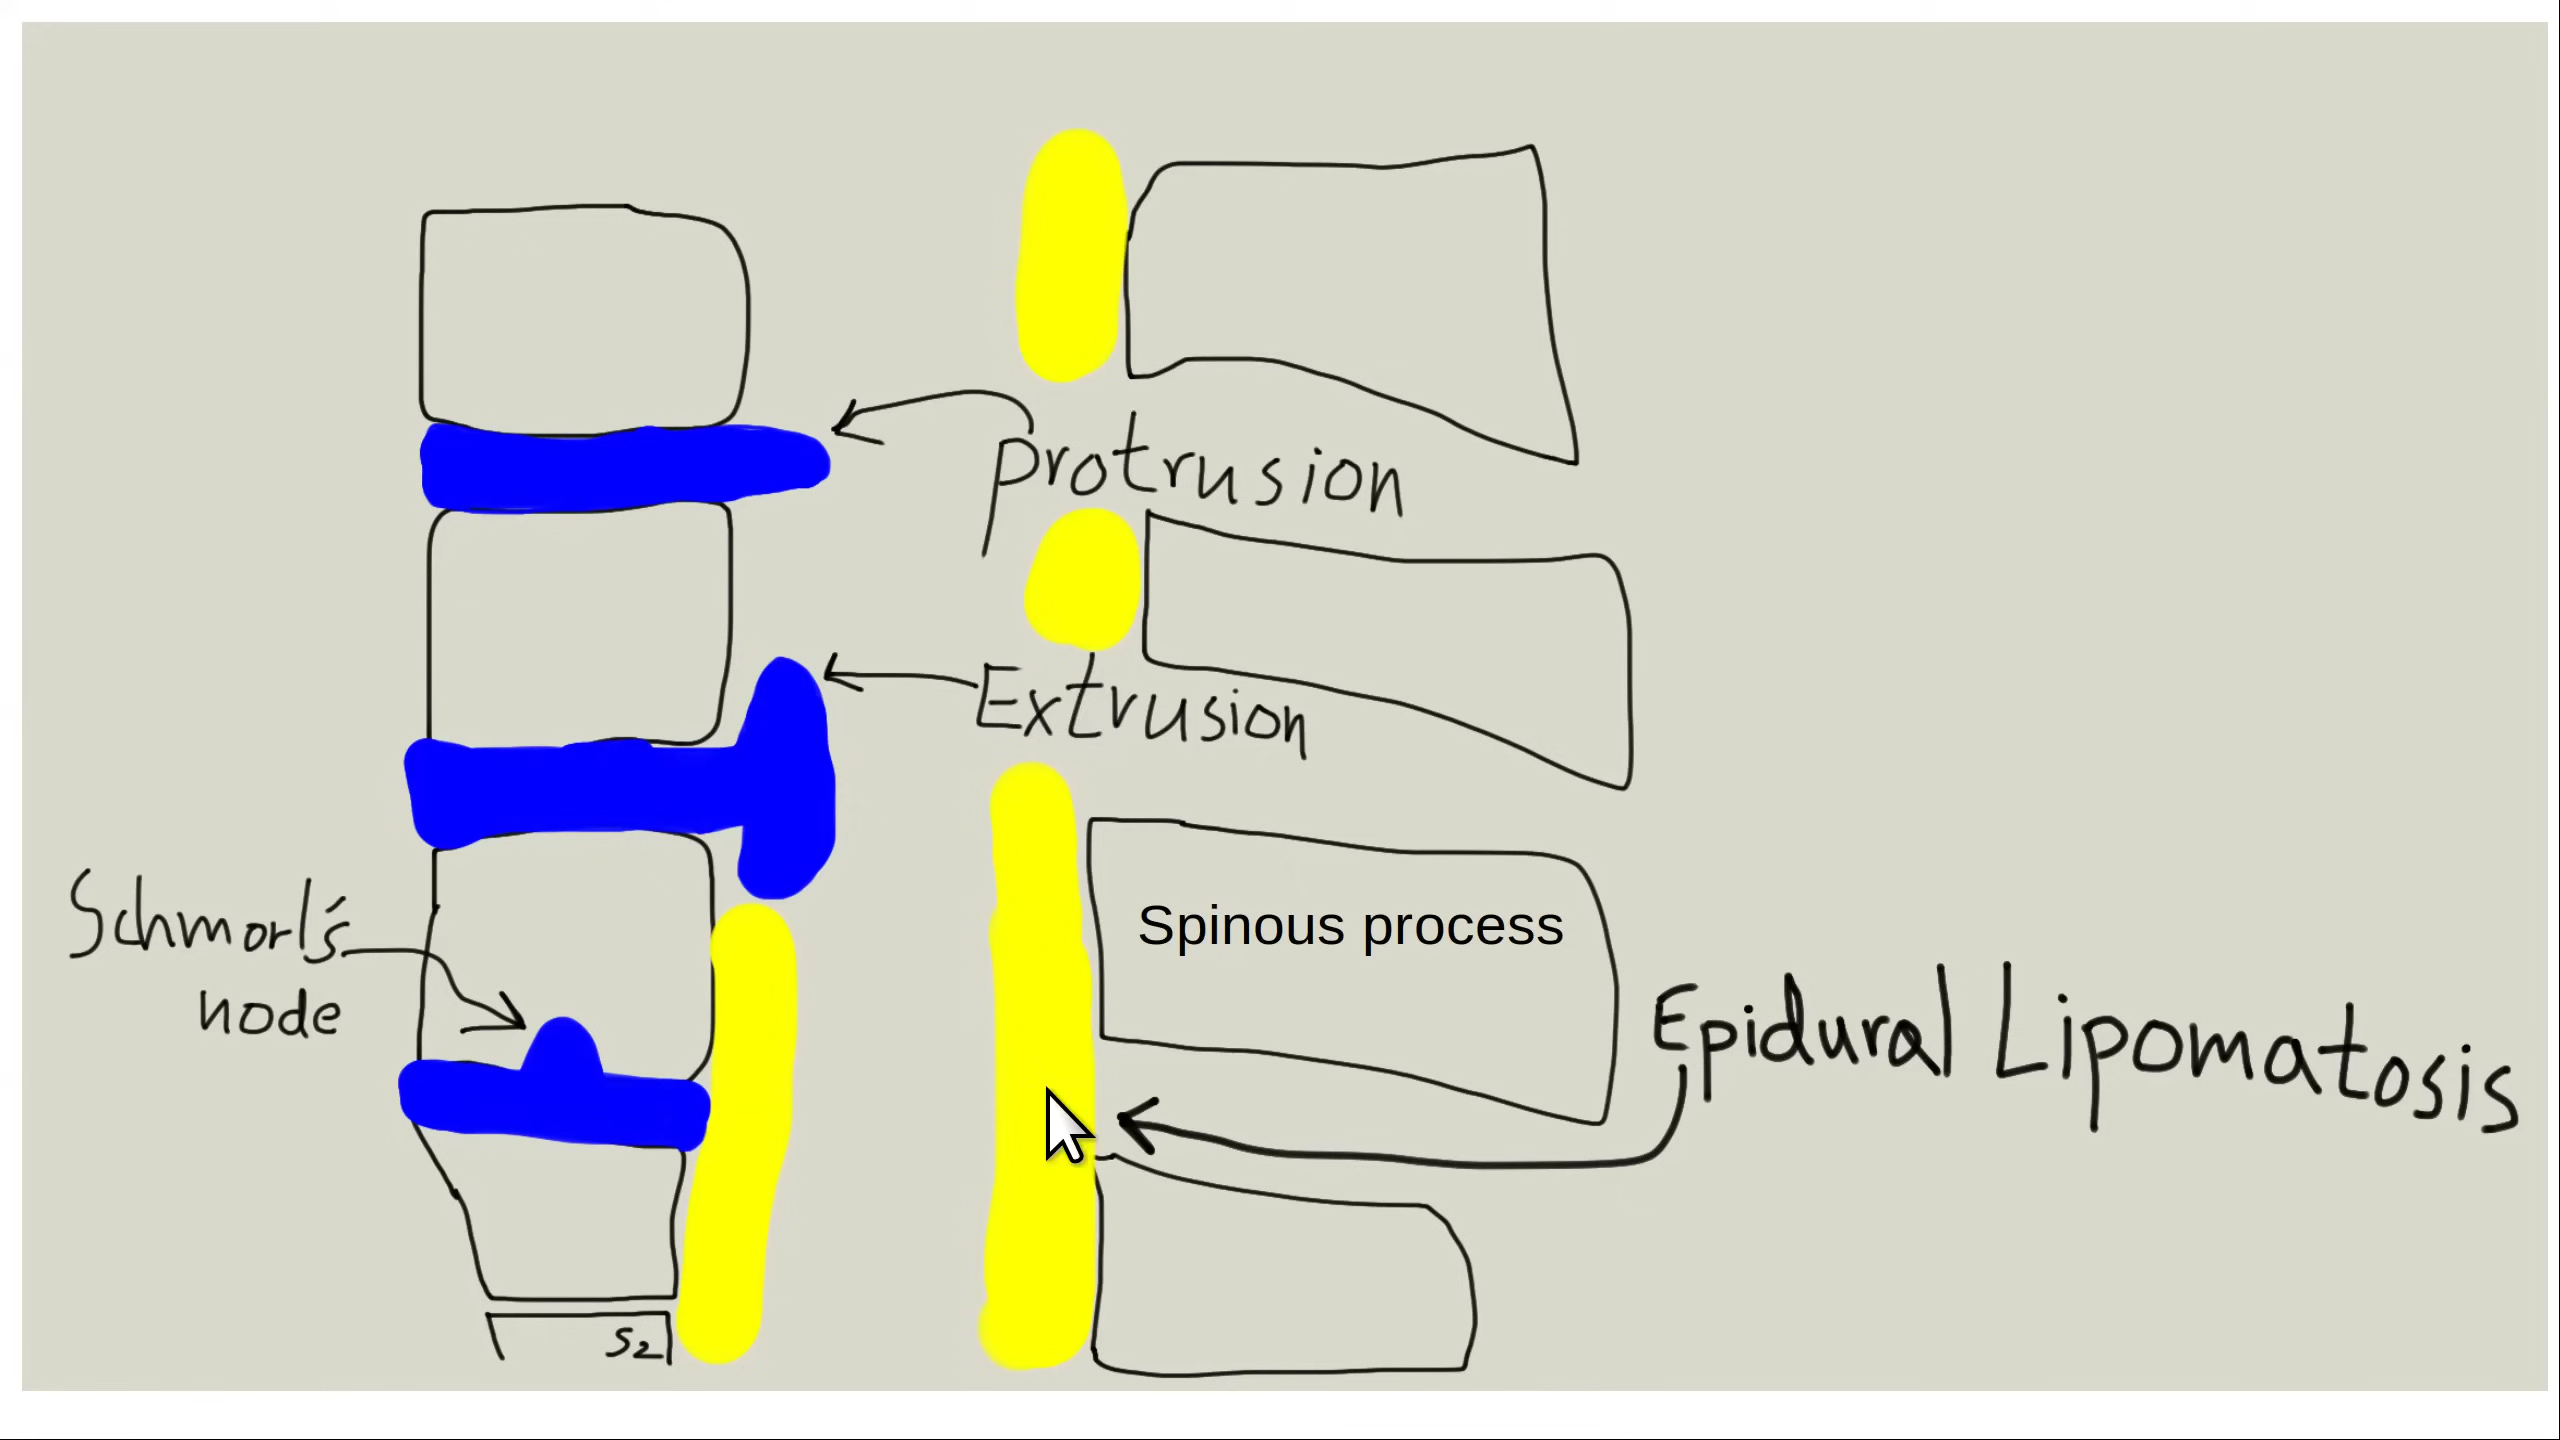 Protrusion
Extrusion
Schmorl's
node
Spinous process
Epidural Lipomatosis
S2